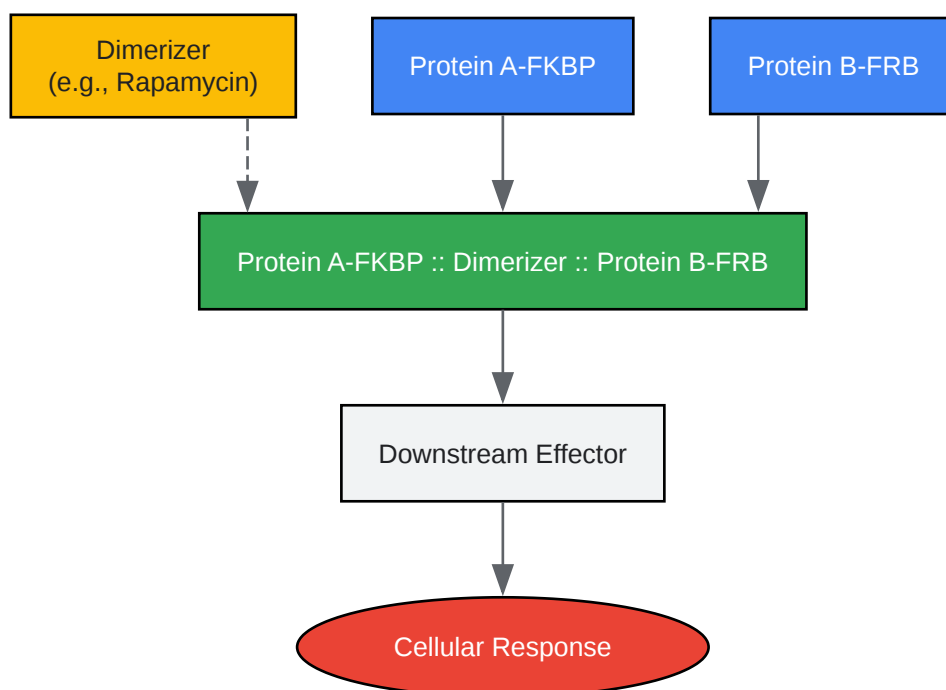 Dimerizer
(e.g., Rapamycin)
Protein A-FKBP
Protein B-FRB
Protein A-FKBP :: Dimerizer :: Protein B-FRB
Downstream Effector
Cellular Response